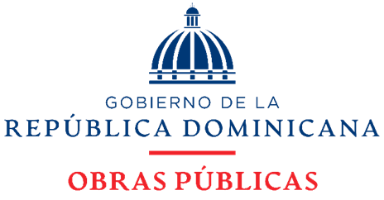 GOBIERNO DE LA
REPÚBLICA DOMINICANA
OBRAS PÚBLICAS